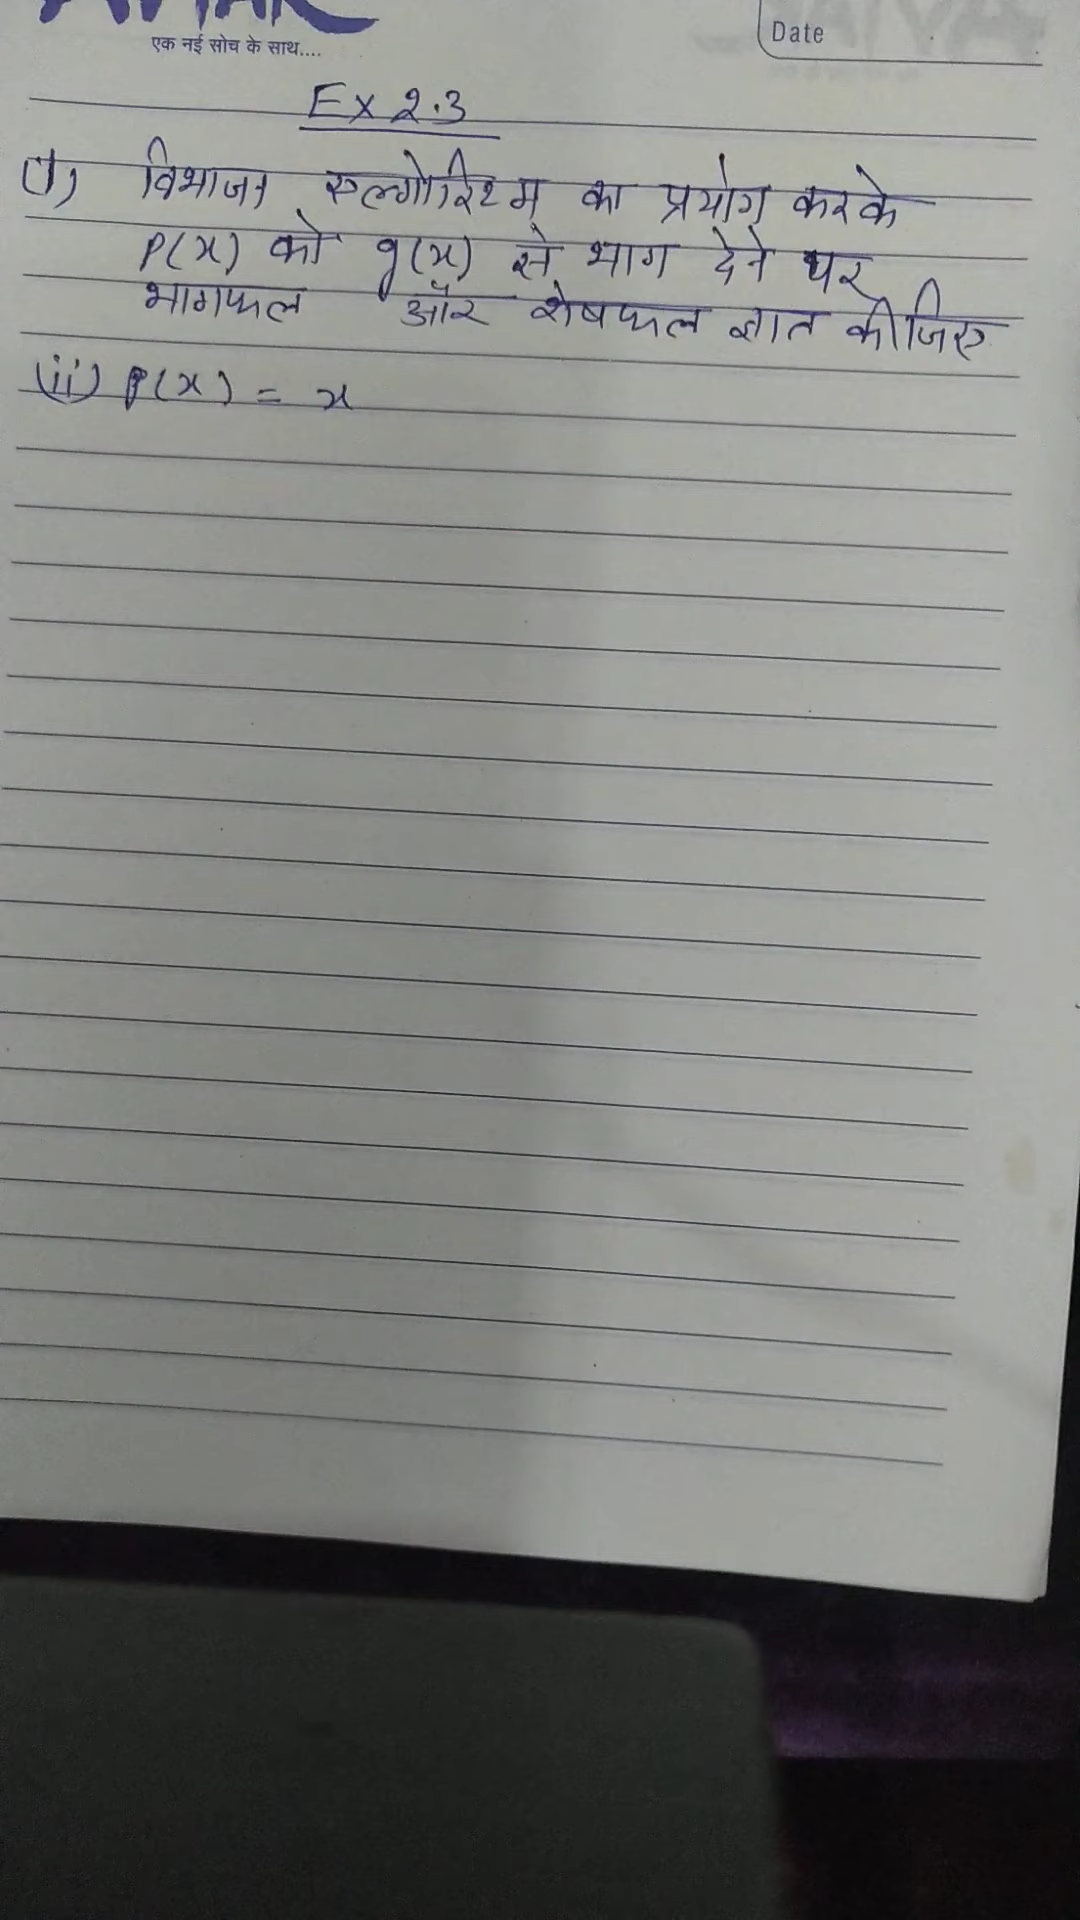 एक नई सोच के साथ....
Date
Ex 2.3
(1) विभाजन एल्गोरिथ्म का प्रयोग करके
p(x) को g(x) से भाग देने पर
भागफल और शेषफल ज्ञात कीजिए
(ii) p(x) = x